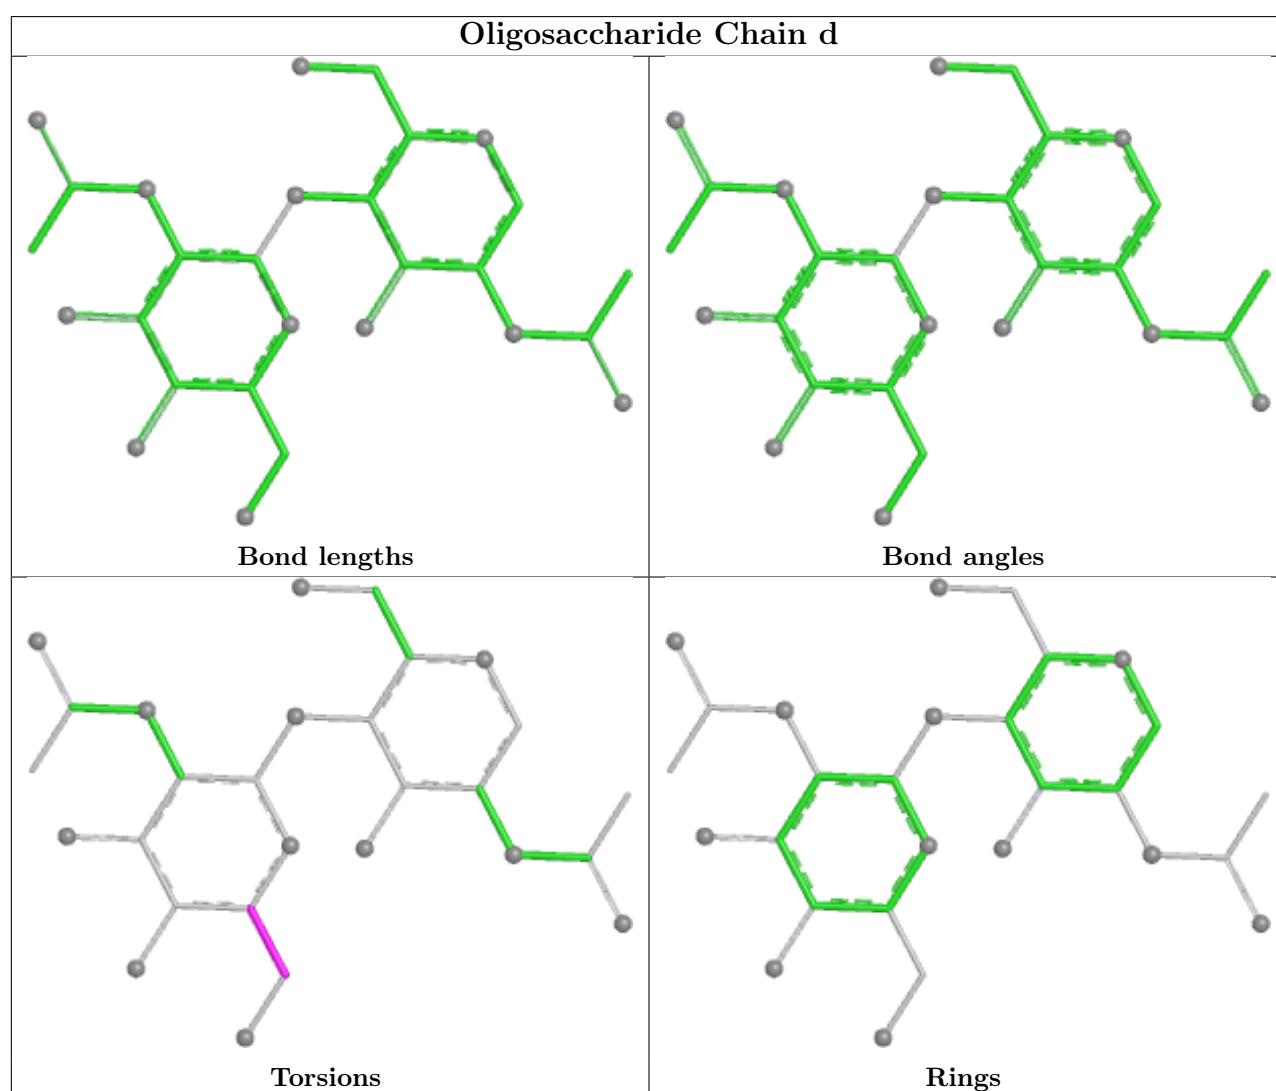 Oligosaccharide Chain d
Bond lengths
Bond angles
Torsions
Rings